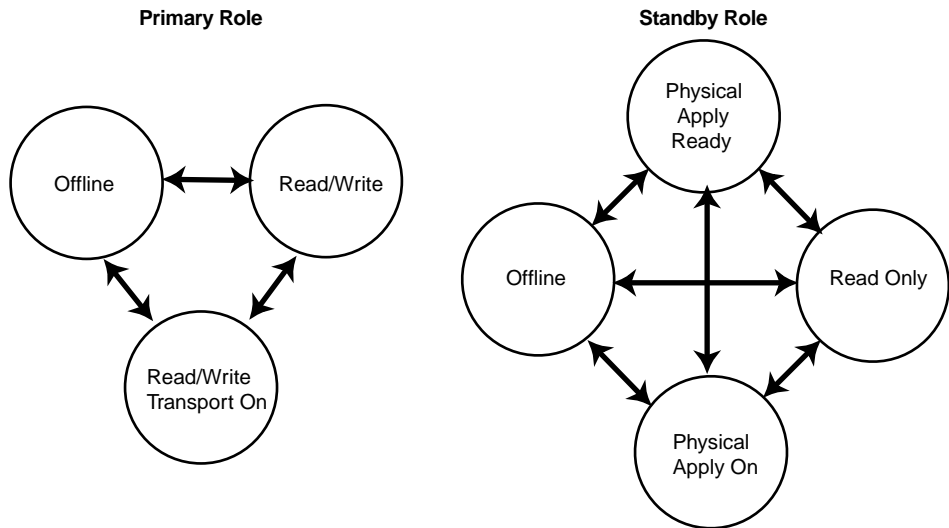 Primary Role
Offline
Read/Write
Read/Write
Transport On
Standby Role
Physical
Apply
Ready
Offline
Read Only
Physical
Apply On